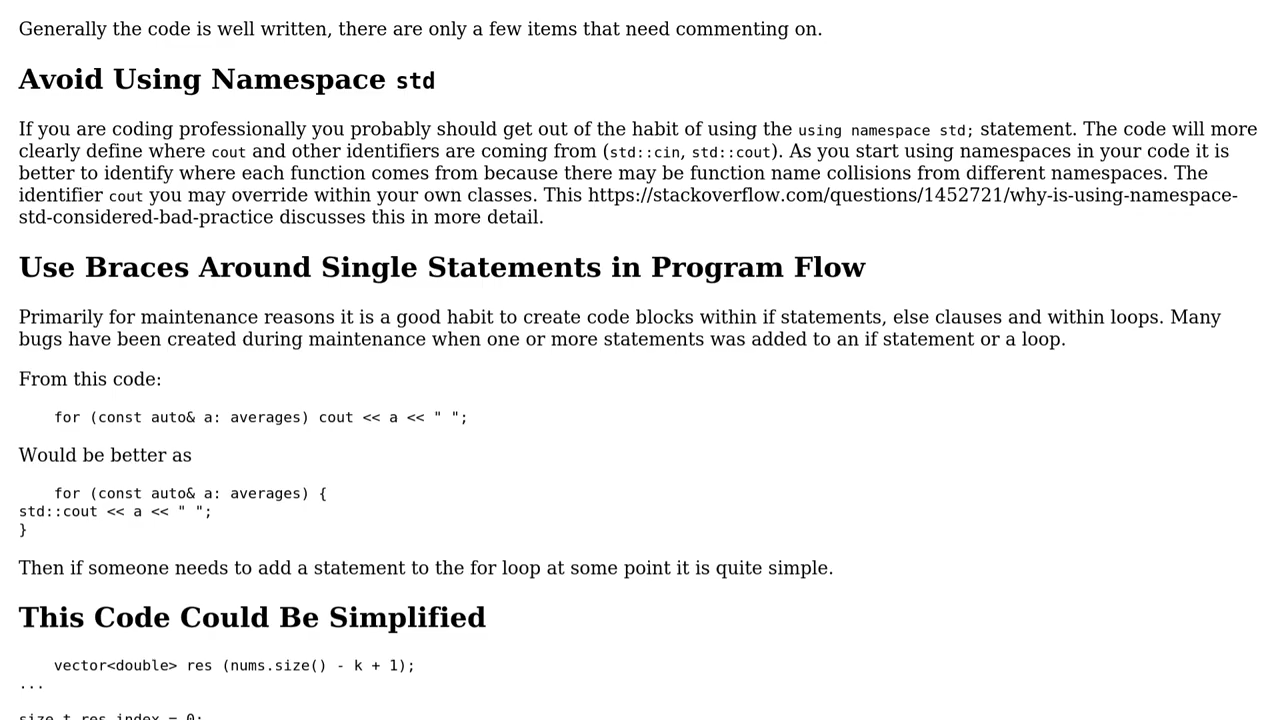 Generally the code is well written, there are only a few items that need commenting on.
Avoid Using Namespace std
If you are coding professionally you probably should get out of the habit of using the using namespace std; statement. The code will more
clearly define where cout and other identifiers are coming from (std::cin, std::cout). As you start using namespaces in your code it is
better to identify where each function comes from because there may be function name collisions from different namespaces. The
identifier cout you may override within your own classes. This https://stackoverflow.com/questions/1452721/why-is-using-namespace-
std-considered-bad-practice discusses this in more detail.
Use Braces Around Single Statements in Program Flow
Primarily for maintenance reasons it is a good habit to create code blocks within if statements, else clauses and within loops. Many
bugs have been created during maintenance when one or more statements was added to an if statement or a loop.
From this code:
    for (const auto& a: averages) cout << a << " ";
Would be better as
    for (const auto& a: averages) {
std::cout << a << " ";
}
Then if someone needs to add a statement to the for loop at some point it is quite simple.
This Code Could Be Simplified
    vector<double> res (nums.size() - k + 1);
...
size_t res_index = 0;